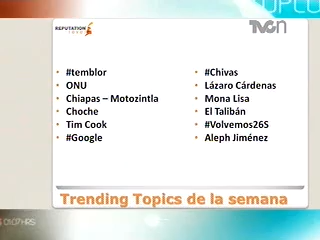 REPUTATION
TVCN
#temblor
ONU
Chiapas – Motozintla
Choche
Tim Cook
#Google
#Chivas
Lázaro Cárdenas
Mona Lisa
El Talibán
#Volvemos26S
Aleph Jiménez
Trending Topics de la semana